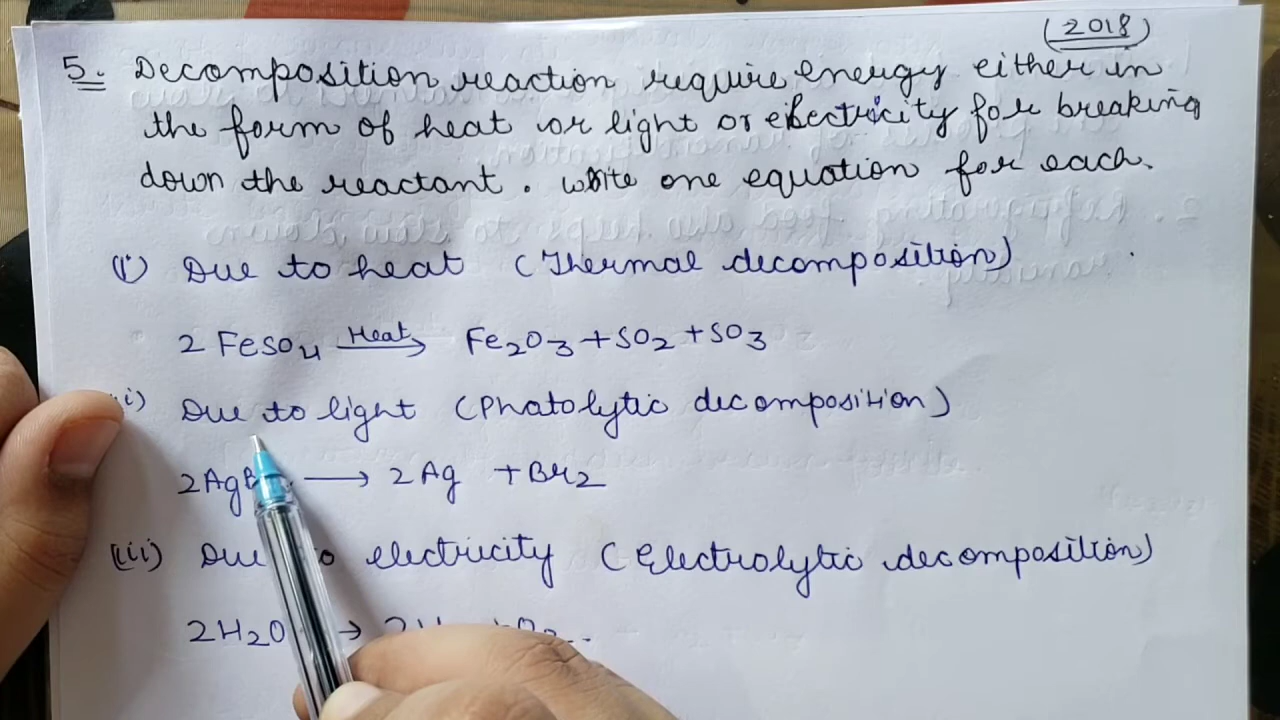 (2018)
5. Decomposition reaction require energy either in
the form of heat or light or electricity for breaking
down the reactant. Write one equation for each.
(i) Due to heat (Thermal decomposition)
2 FeSO4 Heat→ Fe2O3 + SO2 + SO3
Due to light (Photolytic decomposition)
→ 2Ag + Br2
(iii) to electricity (Electrolytic decomposition)
2H2O →